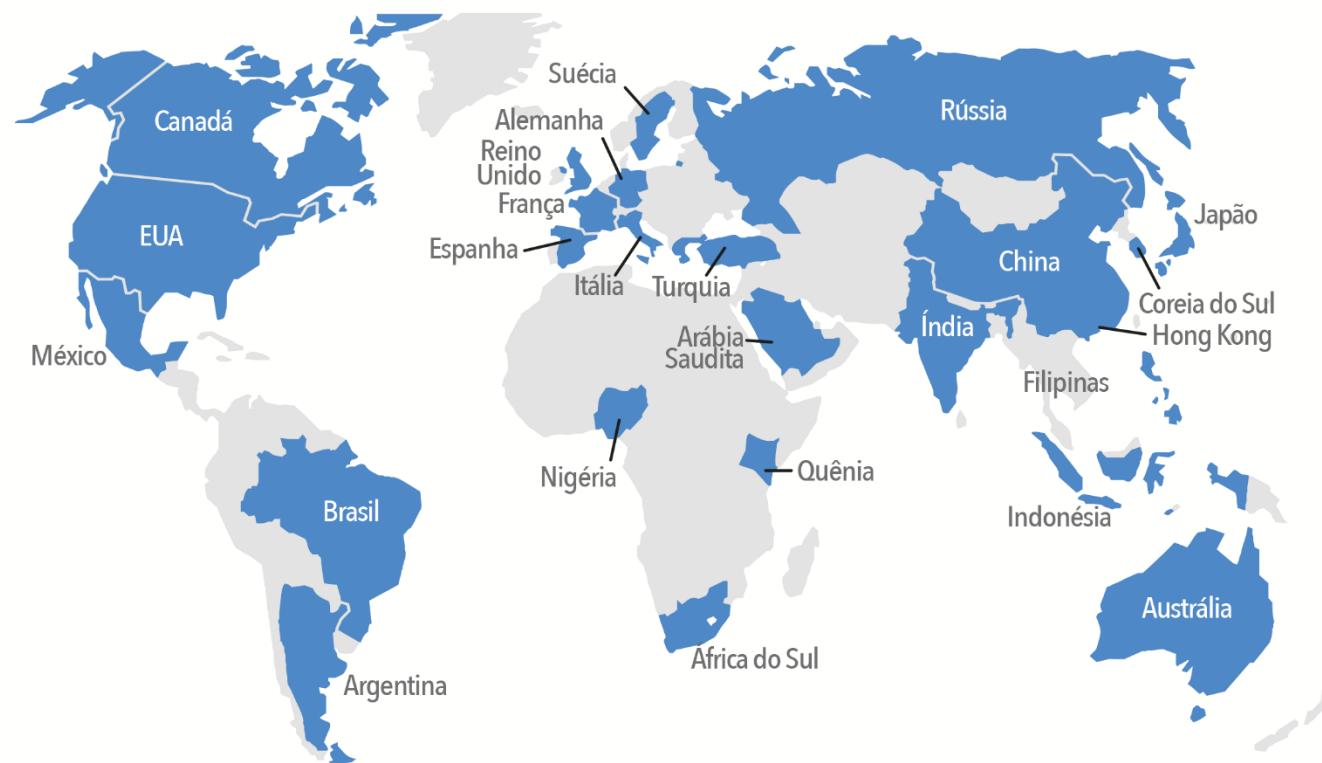 Suécia
Canadá
Rússia
Alemanha
Reino
Unido
França
Japão
EUA
Espanha
China
Itália
Turquia
Coreia do Sul
Índia
Hong Kong
Arábia
Saudita
México
Filipinas
Nigéria
Quênia
Brasil
Indonésia
Austrália
África do Sul
Argentina